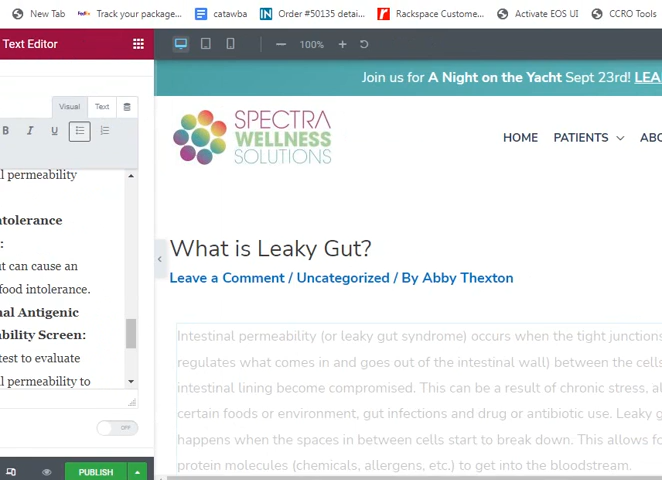 New Tab
Track your package...
catawba
Order #50135 detai...
Rackspace Custome...
Activate EOS UI
CCRO Tools
Text Editor
100%
Join us for A Night on the Yacht Sept 23rd! LEA
Visual
Text
B I U
SPECTRA
WELLNESS
SOLUTIONS
HOME
PATIENTS
ABO
l permeability
ntolerance
:
ut can cause an
food intolerance.
nal Antigenic
ability Screen:
test to evaluate
l permeability to
What is Leaky Gut?
Leave a Comment / Uncategorized / By Abby Thexton
Intestinal permeability (or leaky gut syndrome) occurs when the tight junctions
regulates what comes in and goes out of the intestinal wall) between the cells
intestinal lining become compromised. This can be a result of chronic stress, al
certain foods or environment, gut infections and drug or antibiotic use. Leaky g
happens when the spaces in between cells start to break down. This allows fo
protein molecules (chemicals, allergens, etc.) to get into the bloodstream.
OFF
PUBLISH